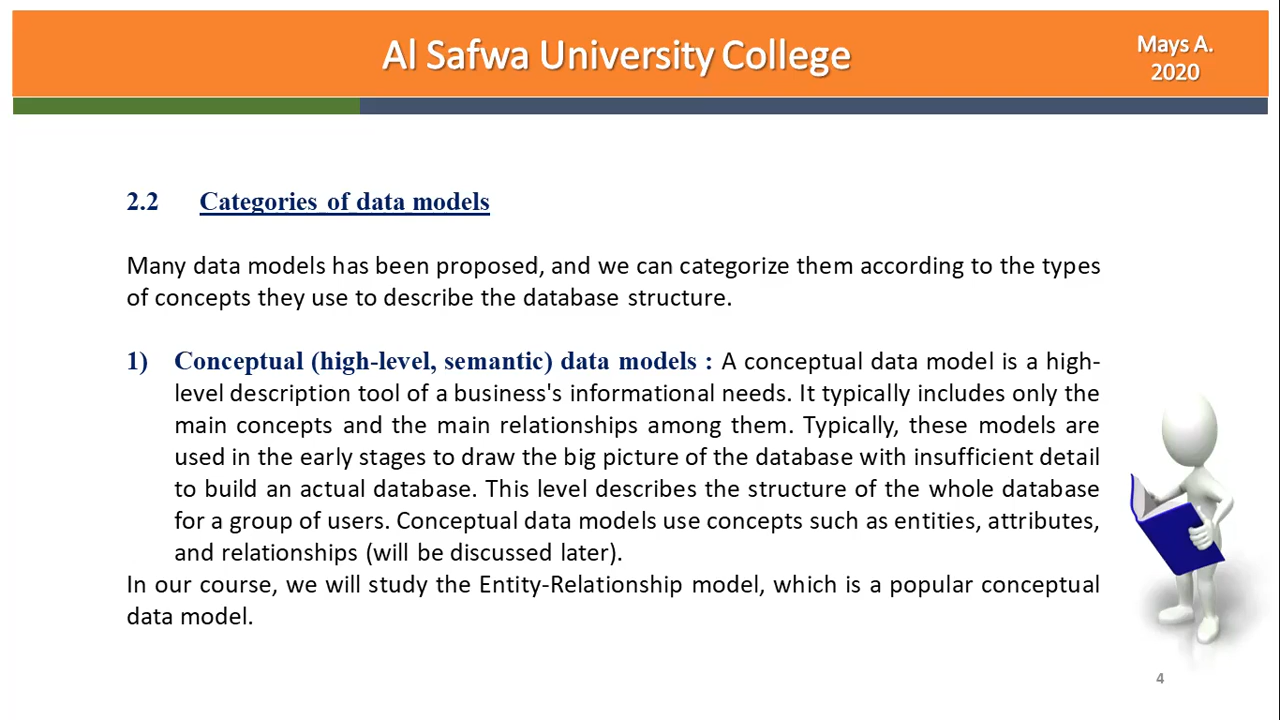 Al Safwa University College
Mays A.
2020
2.2 Categories of data models
Many data models has been proposed, and we can categorize them according to the types
of concepts they use to describe the database structure.
1) Conceptual (high-level, semantic) data models : A conceptual data model is a high-
level description tool of a business's informational needs. It typically includes only the
main concepts and the main relationships among them. Typically, these models are
used in the early stages to draw the big picture of the database with insufficient detail
to build an actual database. This level describes the structure of the whole database
for a group of users. Conceptual data models use concepts such as entities, attributes,
and relationships (will be discussed later).
In our course, we will study the Entity-Relationship model, which is a popular conceptual
data model.
4